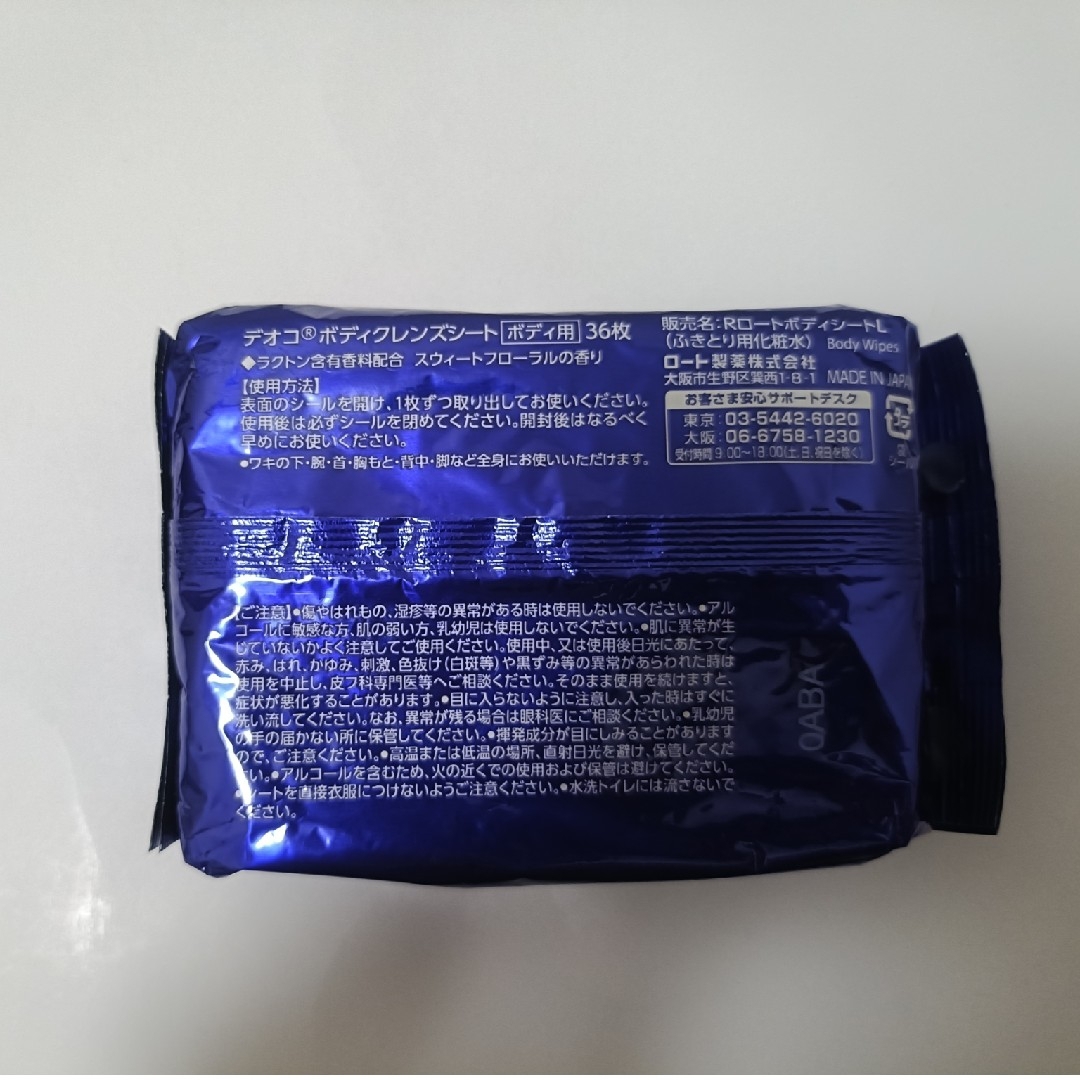 デオコ®ボディクレンズシート ボディ用 36枚
◆ラクトン含有香料配合 スウィートフローラルの香り
【使用方法】
表面のシールを開け、1枚ずつ取り出してお使いください。
使用後は必ずシールを閉めてください。開封後はなるべく
早めにお使いください。
●ワキの下・腕・首・胸もと・背中・脚など全身にお使いいただけます。
販売名:RロートボディシートL
(ふきとり用化粧水) Body Wipes
ロート製薬株式会社
大阪市生野区巽西1-8-1 MADE IN JAPAN
お客さま安心サポートデスク
東京:03-5442-6020
大阪:06-6758-1230
受付時間 9:00~18:00(土、日、祝日を除く)
プラ
【ご注意】●傷やはれもの、湿疹等の異常がある時は使用しないでください。●アル
コールに敏感な方、肌の弱い方、乳幼児は使用しないでください。●肌に異常が生
じていないかよく注意してご使用ください。使用中、又は使用後日光にあたって、
赤み、はれ、かゆみ、刺激、色抜け(白斑等)や黒ずみ等の異常があらわれた時は
使用を中止し、皮フ科専門医等へご相談ください。そのまま使用を続けますと、
症状が悪化することがあります。●目に入らないように注意し、入った時はすぐに
洗い流してください。なお、異常が残る場合は眼科医にご相談ください。●乳幼児
の手の届かない所に保管してください。●揮発成分が目にしみることがあります
ので、ご注意ください。●高温または低温の場所、直射日光を避け、保管してくだ
さい。●アルコールを含むため、火の近くでの使用および保管は避けてください。
●シートを直接衣服につけないようご注意ください。●水洗トイレには流さないで
ください。
0ABA